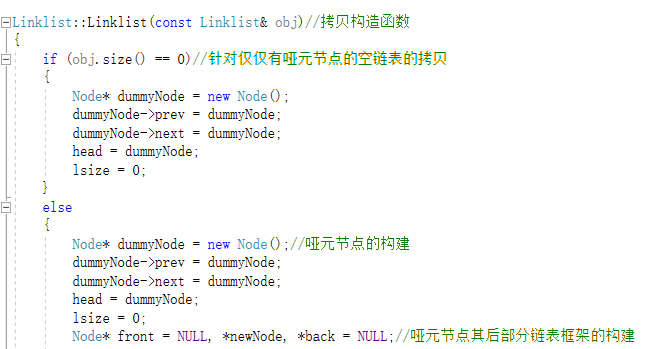 Linklist::Linklist(const Linklist& obj)//拷贝构造函数
{
if (obj.size() == 0)//针对仅仅有哑元节点的空链表的拷贝
{
Node* dummyNode = new Node();
dummyNode->prev = dummyNode;
dummyNode->next = dummyNode;
head = dummyNode;
lsize = 0;
}
else
{
Node* dummyNode = new Node();//哑元节点的构建
dummyNode->prev = dummyNode;
dummyNode->next = dummyNode;
head = dummyNode;
lsize = 0;
Node* front = NULL, *newNode, *back = NULL;//哑元节点其后部分链表框架的构建